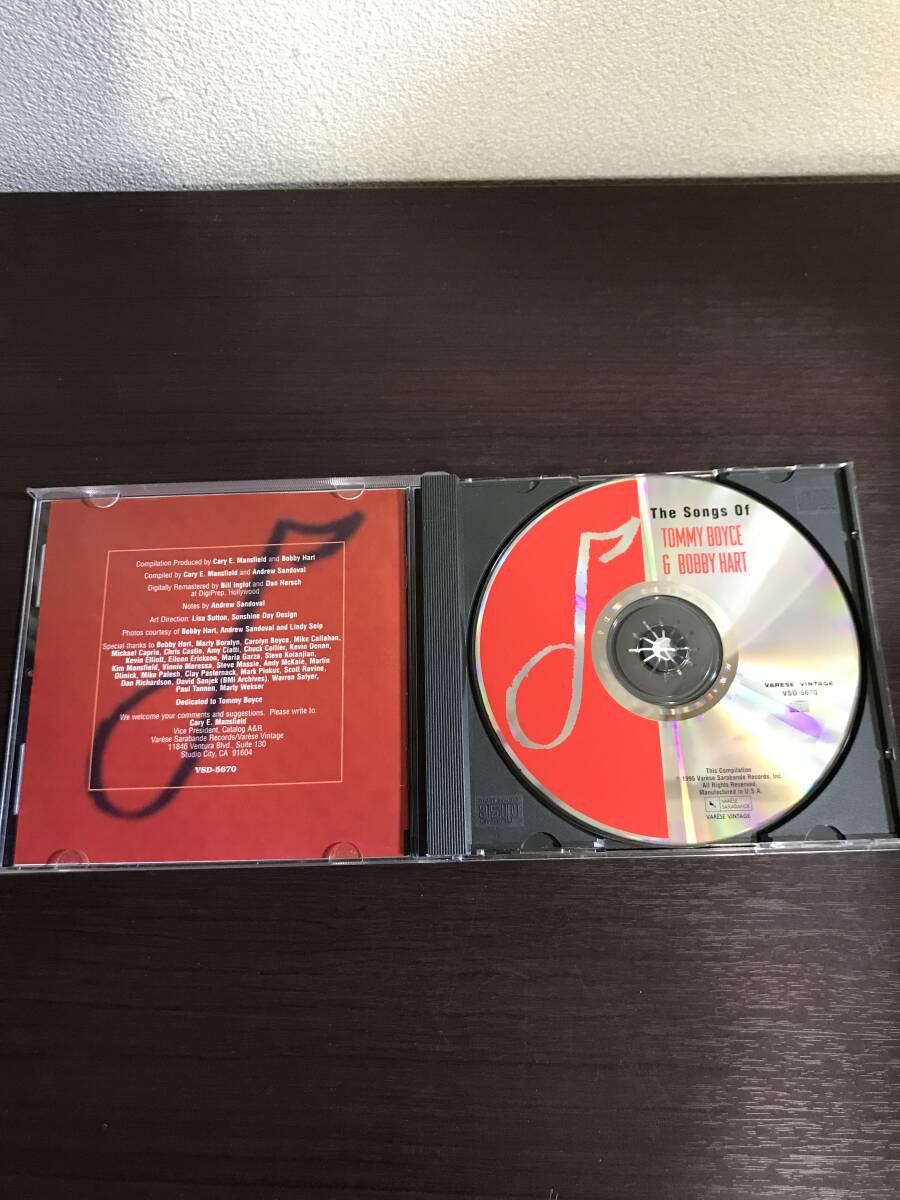 Compilation Produced by Cary E. Mansfield and Bobby Hart
Compiled by Cary E. Mansfield and Andrew Sandoval
Digitally Remastered by Bill Inglot and Dan Hersch
at DigiPrep, Hollywood
Notes by Andrew Sandoval
Art Direction: Lisa Sutton, Sunshine Day Design
Photos courtesy of Bobby Hart, Andrew Sandoval and Lindy Seip
Special thanks to Bobby Hart, Marty Boratyn, Carolyn Boyce, Mike Callahan,
Michael Caprio, Chris Castle, Amy Ciatti, Chuck Collier, Kevin Donan,
Kevin Elliott, Eileen Erickson, Maria Garza, Steve Kolanjian,
Kim Mansfield, Vinnie Maressa, Steve Massie, Andy McKaie, Martin
Olinick, Mike Palesh, Clay Pasternack, Mark Pinkus, Scott Ravine,
Dan Richardson, David Sanjek (BMI Archives), Warren Salyer,
Paul Tannen, Marty Wekser
Dedicated to Tommy Boyce
We welcome your comments and suggestions. Please write to:
Cary E. Mansfield
Vice President, Catalog A&R
Varèse Sarabande Records/Varèse Vintage
11846 Ventura Blvd., Suite 130
Studio City, CA 91604
VSD-5670
The Songs Of
TOMMY BOYCE
& BOBBY HART
VARESE VINTAGE
VSD-5670
This Compilation
1995 Varèse Sarabande Records, Inc.
All Rights Reserved
Manufactured in U.S.A.
VARÈSE
SARABANDE
VARÈSE VINTAGE